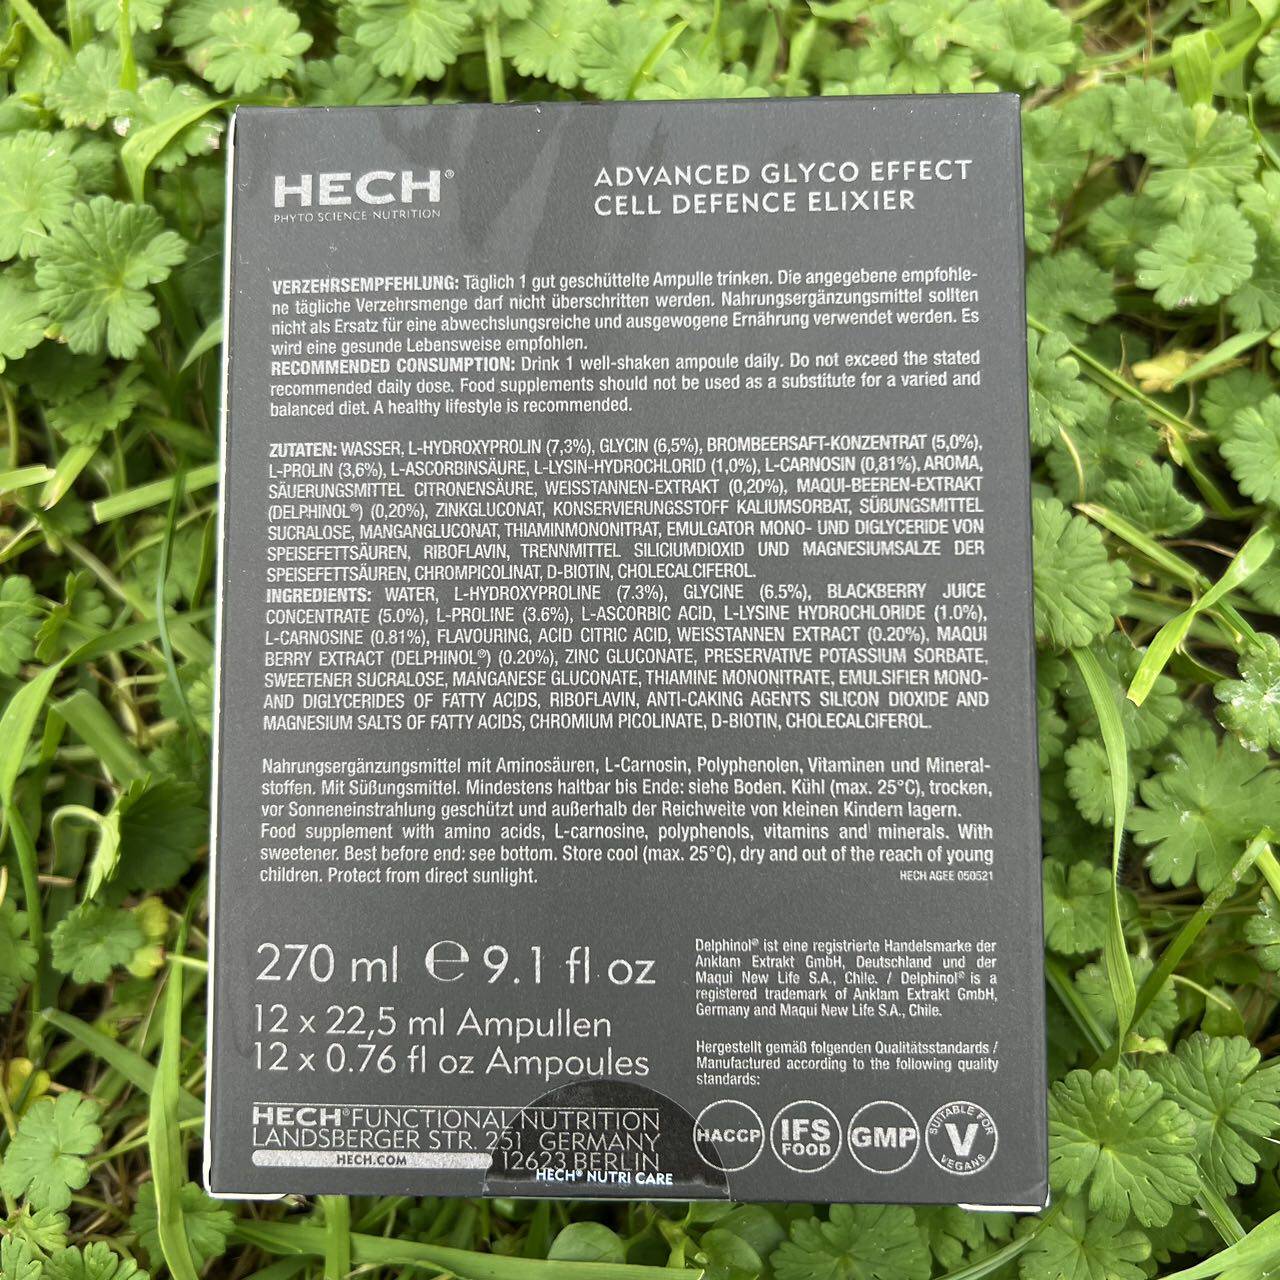 HECH®
PHYTO SCIENCE NUTRITION
ADVANCED GLYCO EFFECT
CELL DEFENCE ELIXIER
VERZEHRSEMPFEHLUNG: Täglich 1 gut geschüttelte Ampulle trinken. Die angegebene empfohle-
ne tägliche Verzehrsmenge darf nicht überschritten werden. Nahrungsergänzungsmittel sollten
nicht als Ersatz für eine abwechslungsreiche und ausgewogene Ernährung verwendet werden. Es
wird eine gesunde Lebensweise empfohlen.
RECOMMENDED CONSUMPTION: Drink 1 well-shaken ampoule daily. Do not exceed the stated
recommended daily dose. Food supplements should not be used as a substitute for a varied and
balanced diet. A healthy lifestyle is recommended.
ZUTATEN: WASSER, L-HYDROXYPROLIN (7,3%), GLYCIN (6,5%), BROMBEERSAFT-KONZENTRAT (5,0%),
L-PROLIN (3,6%), L-ASCORBINSÄURE, L-LYSIN-HYDROCHLORID (1,0%), L-CARNOSIN (0,81%), AROMA,
SÄUERUNGSMITTEL CITRONENSÄURE, WEISSTANNEN-EXTRAKT (0,20%), MAQUI-BEEREN-EXTRAKT
(DELPHINOL®) (0,20%), ZINKGLUCONAT, KONSERVIERUNGSSTOFF KALIUMSORBAT, SÜßUNGSMITTEL
SUCRALOSE, MANGANGLUCONAT, THIAMINMONONITRAT, EMULGATOR MONO- UND DIGLYCERIDE VON
SPEISEFETTSÄUREN, RIBOFLAVIN, TRENNMITTEL SILICIUMDIOXID UND MAGNESIUMSALZE DER
SPEISEFETTSÄUREN, CHROMPICOLINAT, D-BIOTIN, CHOLECALCIFEROL.
INGREDIENTS: WATER, L-HYDROXYPROLINE (7.3%), GLYCINE (6.5%), BLACKBERRY JUICE
CONCENTRATE (5.0%), L-PROLINE (3.6%), L-ASCORBIC ACID, L-LYSINE HYDROCHLORIDE (1.0%),
L-CARNOSINE (0.81%), FLAVOURING, ACID CITRIC ACID, WEISSTANNEN EXTRACT (0.20%), MAQUI
BERRY EXTRACT (DELPHINOL®) (0.20%), ZINC GLUCONATE, PRESERVATIVE POTASSIUM SORBATE,
SWEETENER SUCRALOSE, MANGANESE GLUCONATE, THIAMINE MONONITRATE, EMULSIFIER MONO-
AND DIGLYCERIDES OF FATTY ACIDS, RIBOFLAVIN, ANTI-CAKING AGENTS SILICON DIOXIDE AND
MAGNESIUM SALTS OF FATTY ACIDS, CHROMIUM PICOLINATE, D-BIOTIN, CHOLECALCIFEROL.
Nahrungsergänzungsmittel mit Aminosäuren, L-Carnosin, Polyphenolen, Vitaminen und Mineral-
stoffen. Mit Süßungsmittel. Mindestens haltbar bis Ende: siehe Boden. Kühl (max. 25°C), trocken,
vor Sonneneinstrahlung geschützt und außerhalb der Reichweite von kleinen Kindern lagern.
Food supplement with amino acids, L-carnosine, polyphenols, vitamins and minerals. With
sweetener. Best before end: see bottom. Store cool (max. 25°C), dry and out of the reach of young
children. Protect from direct sunlight.
HECH AGEE 050521
270 ml ℮ 9.1 fl oz
12 x 22,5 ml Ampullen
12 x 0.76 fl oz Ampoules
Delphinol® ist eine registrierte Handelsmarke der
Anklam Extrakt GmbH, Deutschland und der
Maqui New Life S.A., Chile. / Delphinol® is a
registered trademark of Anklam Extrakt GmbH,
Germany and Maqui New Life S.A., Chile.
Hergestellt gemäß folgenden Qualitätsstandards /
Manufactured according to the following quality
standards:
HECH® FUNCTIONAL NUTRITION
LANDSBERGER STR. 251 GERMANY
HECH.COM 12623 BERLIN
HECH® NUTRI CARE
HACCP
IFS
FOOD
GMP
SUITABLE FOR
V
VEGANS